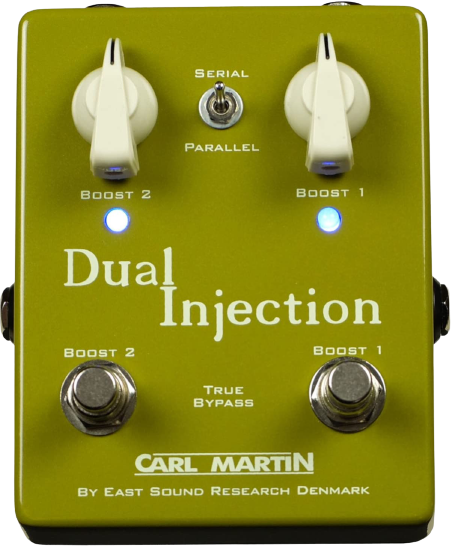 SERIAL
PARALLEL
BOOST 2 BOOST 1
Dual
Injection
BOOST 2 BOOST 1
TRUE
BYPASS
CARL MARTIN
BY EAST SOUND RESEARCH DENMARK